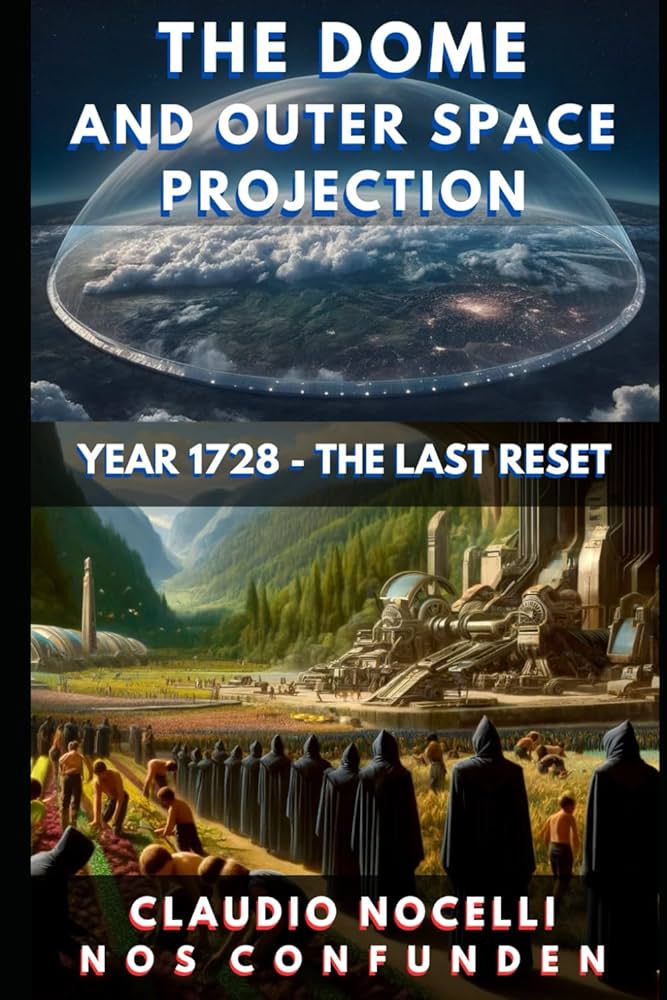 THE DOME
AND OUTER SPACE
PROJECTION
YEAR 1728 - THE LAST RESET
CLAUDIO NOCELLI
NOS CONFUNDEN